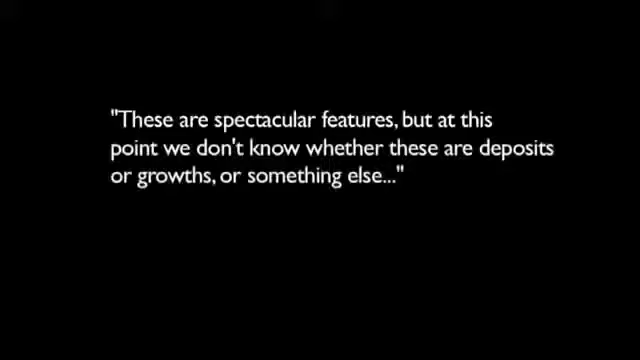 "These are spectacular features, but at this
point we don't know whether these are deposits
or growths, or something else..."